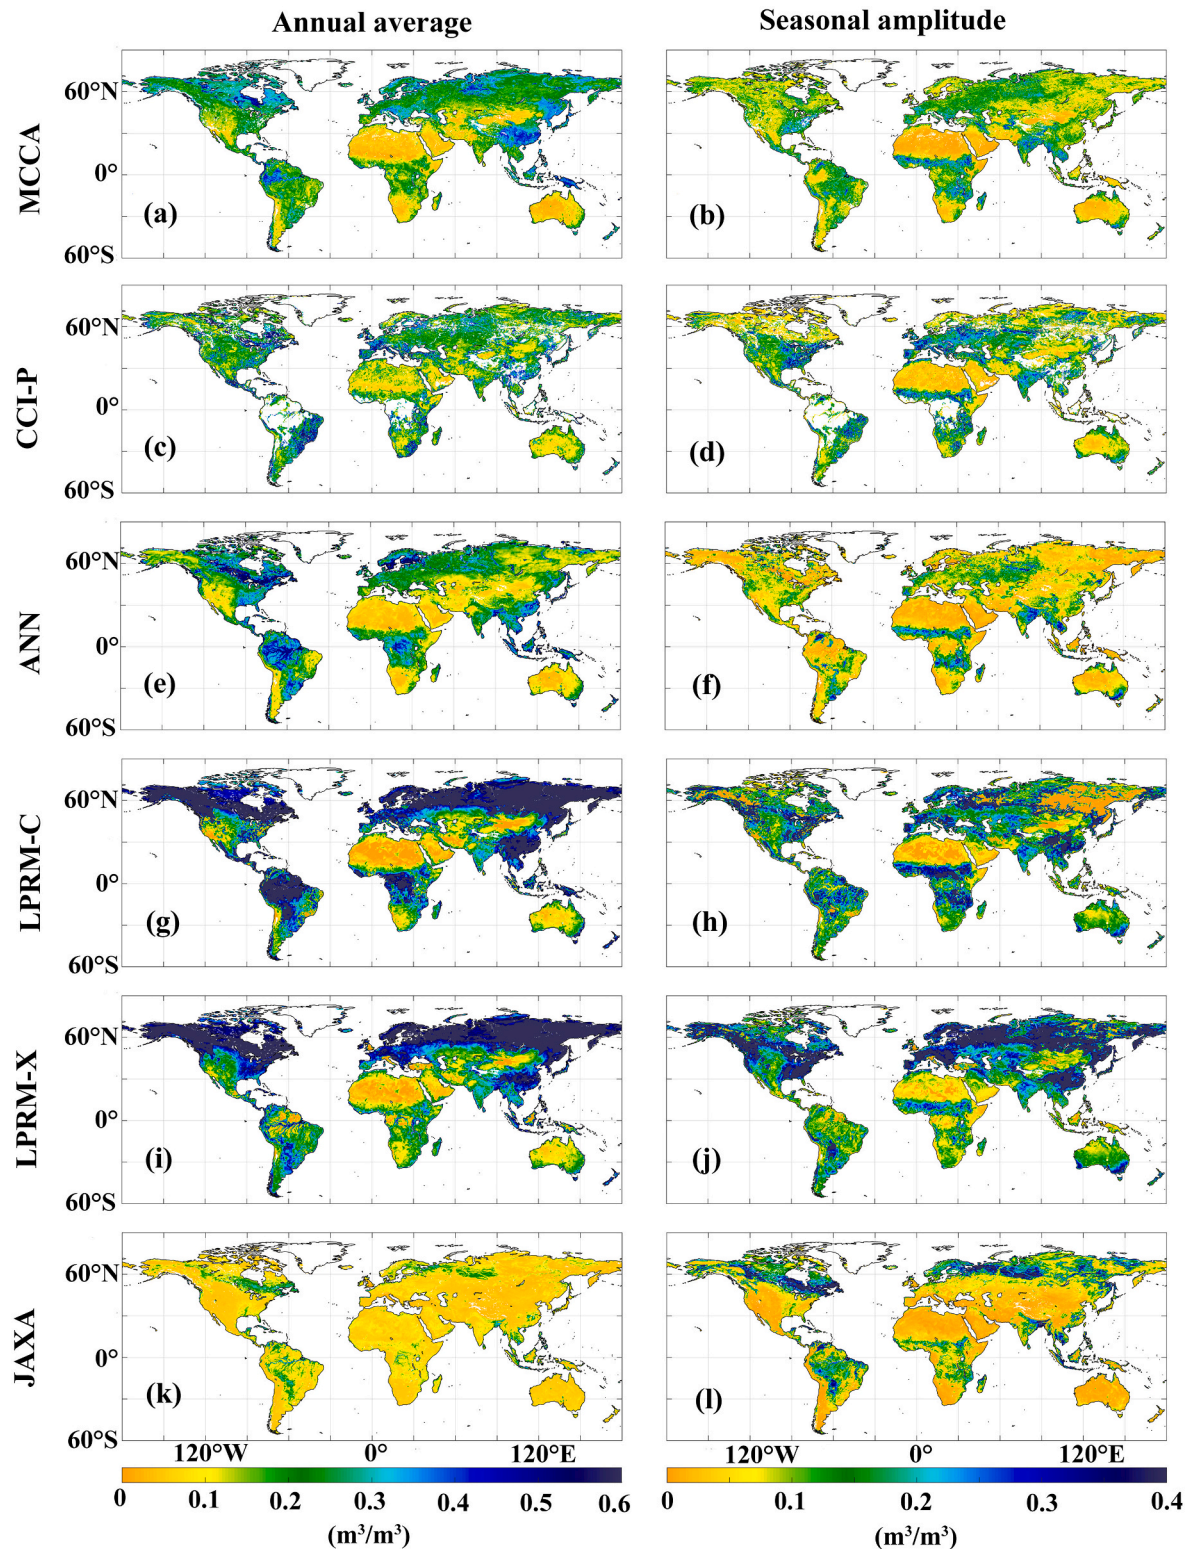 Annual average
Seasonal amplitude
MCCA
60°N
0°
60°S
(a)
(b)
CCI-P
60°N
0°
60°S
(c)
(d)
ANN
60°N
0°
60°S
(e)
(f)
LPRM-C
60°N
0°
60°S
(g)
(h)
LPRM-X
60°N
0°
60°S
(i)
(j)
JAXA
60°N
0°
60°S
(k)
(l)
120°W 0° 120°E
120°W 0° 120°E
0 0.1 0.2 0.3 0.4 0.5 0.6
0 0.1 0.2 0.3 0.4
(m³/m³)
(m³/m³)